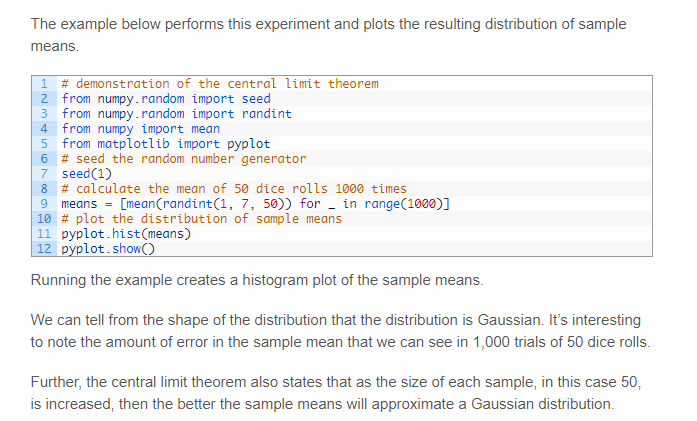 The example below performs this experiment and plots the resulting distribution of sample
means.
1 # demonstration of the central limit theorem
2 from numpy.random import seed
3 from numpy.random import randint
4 from numpy import mean
5 from matplotlib import pyplot
6 # seed the random number generator
7 seed(1)
8 # calculate the mean of 50 dice rolls 1000 times
9 means = [mean(randint(1, 7, 50)) for _ in range(1000)]
10 # plot the distribution of sample means
11 pyplot.hist(means)
12 pyplot.show()
Running the example creates a histogram plot of the sample means.
We can tell from the shape of the distribution that the distribution is Gaussian. It’s interesting
to note the amount of error in the sample mean that we can see in 1,000 trials of 50 dice rolls.
Further, the central limit theorem also states that as the size of each sample, in this case 50,
is increased, then the better the sample means will approximate a Gaussian distribution.